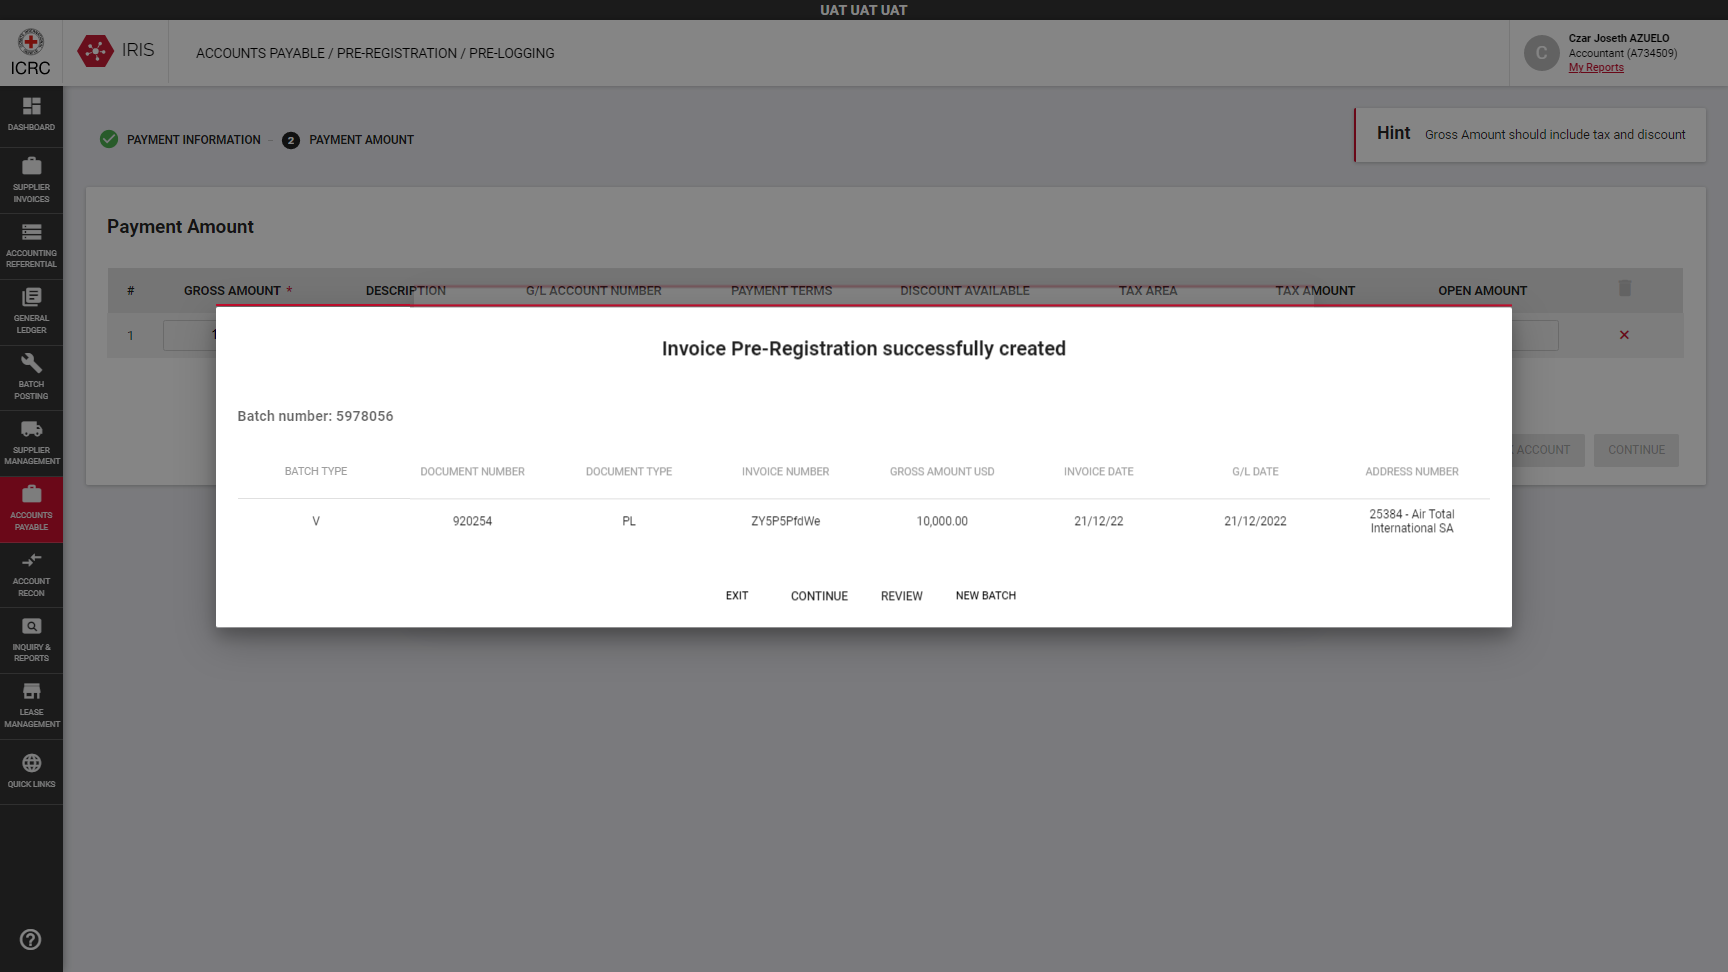 UAT UAT UAT
ICRC
IRIS
ACCOUNTS PAYABLE / PRE-REGISTRATION / PRE-LOGGING
C
Czar Joseth AZUELO
Accountant (A734509)
My Reports
DASHBOARD
SUPPLIER
INVOICES
ACCOUNTING
REFERENTIAL
GENERAL
LEDGER
BATCH
POSTING
SUPPLIER
MANAGEMENT
ACCOUNTS
PAYABLE
ACCOUNT
RECON
INQUIRY &
REPORTS
LEASE
MANAGEMENT
QUICK LINKS
PAYMENT INFORMATION
2 PAYMENT AMOUNT
Hint Gross Amount should include tax and discount
Payment Amount
# GROSS AMOUNT * DESCRIPTION G/L ACCOUNT NUMBER PAYMENT TERMS DISCOUNT AVAILABLE TAX AREA TAX AMOUNT OPEN AMOUNT
1 1
ACCOUNT CONTINUE
Invoice Pre-Registration successfully created
Batch number: 5978056
BATCH TYPE DOCUMENT NUMBER DOCUMENT TYPE INVOICE NUMBER GROSS AMOUNT USD INVOICE DATE G/L DATE ADDRESS NUMBER
V 920254 PL ZY5P5PfdWe 10,000.00 21/12/22 21/12/2022 25384 - Air Total
International SA
EXIT CONTINUE REVIEW NEW BATCH